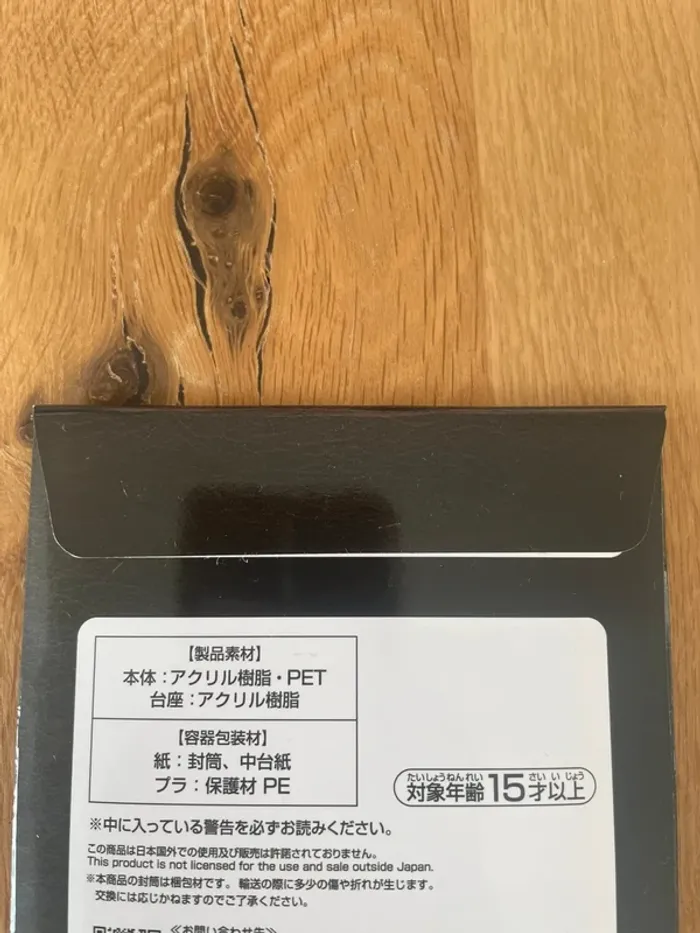 【製品素材】
本体：アクリル樹脂・PET
台座：アクリル樹脂
【容器包装材】
紙：封筒、中台紙
プラ：保護材 PE
たいしょうねんれい さい い じょう
対象年齢15才以上
※中に入っている警告を必ずお読みください。
この商品は日本国外での使用及び販売は許諾されておりません。
This product is not licensed for the use and sale outside Japan.
※本商品の封筒は梱包材です。輸送の際に多少の傷や折れが生じます。
交換には応じかねますのでご了承ください。
≪お問い合わせ先≫